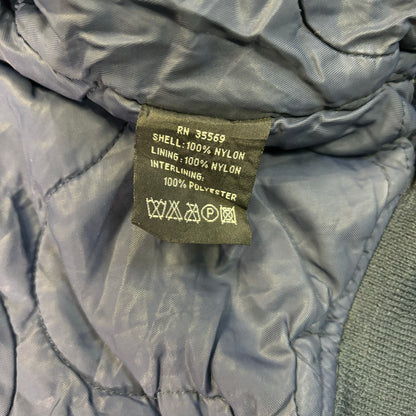 RN 35569
SHELL: 100% NYLON
LINING: 100% NYLON
INTERLINING:
100% POLYESTER
P